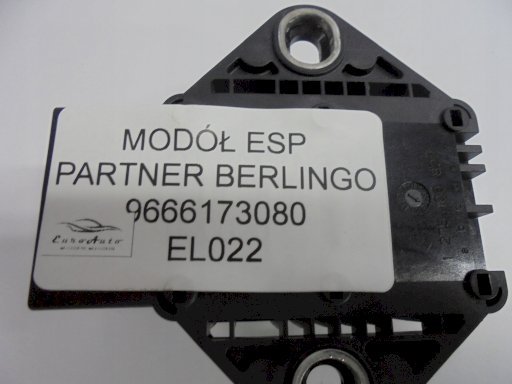 MODÓŁ ESP
PARTNER BERLINGO
9666173080
EL022
EuroAuto